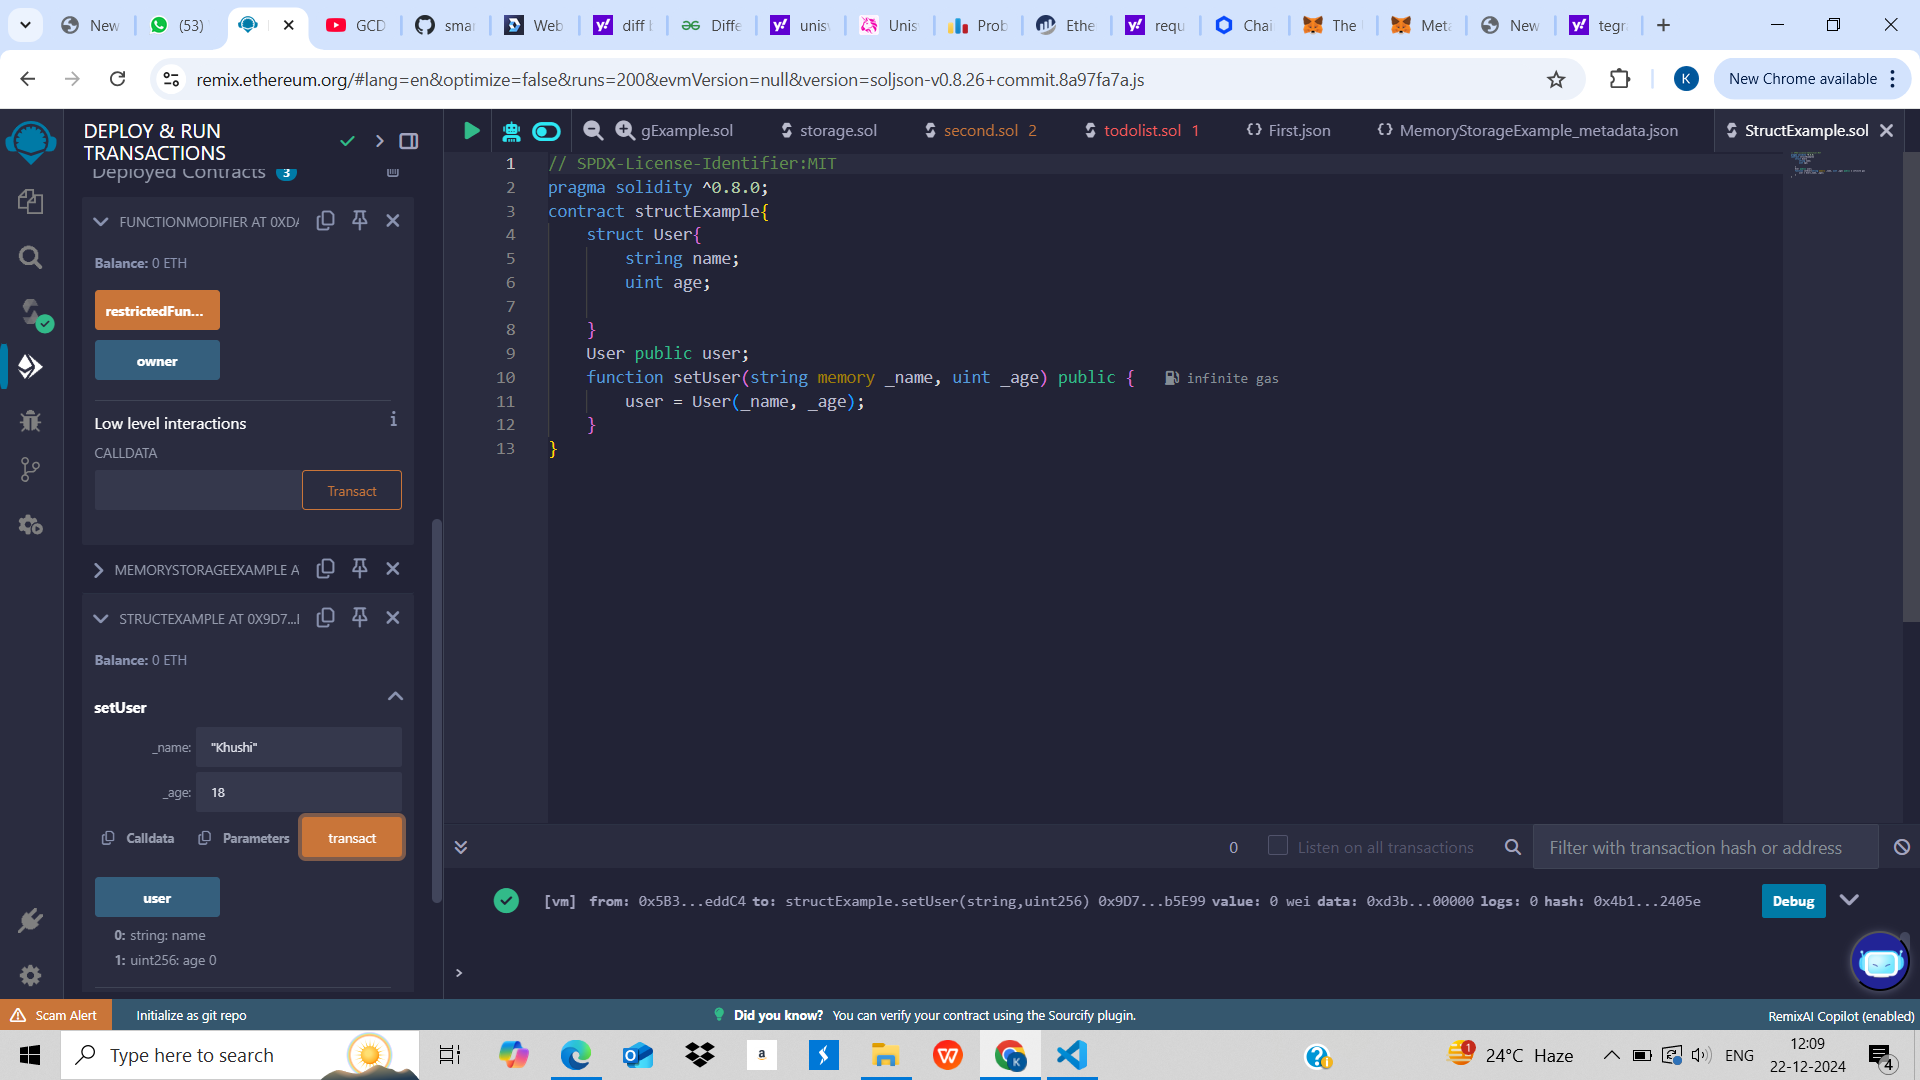 New
(53)
GCD
smar
Web
diff b
Diffe
unisv
Unis
Prob
Ethe
requ
Chai
The
Meta
New
tegra
remix.ethereum.org/#lang=en&optimize=false&runs=200&evmVersion=null&version=soljson-v0.8.26+commit.8a97fa7a.js
K
New Chrome available
DEPLOY & RUN
TRANSACTIONS
Deployed Contracts 3
FUNCTIONMODIFIER AT 0XDA
Balance: 0 ETH
restrictedFun...
owner
Low level interactions
i
CALLDATA
Transact
MEMORYSTORAGEEXAMPLE A
STRUCTEXAMPLE AT 0X9D7...
Balance: 0 ETH
setUser
_name: "Khushi"
_age: 18
Calldata Parameters transact
user
0: string: name
1: uint256: age 0
gExample.sol
storage.sol
second.sol 2
todolist.sol 1
First.json
MemoryStorageExample_metadata.json
StructExample.sol
1 // SPDX-License-Identifier:MIT
2 pragma solidity ^0.8.0;
3 contract structExample{
4 struct User{
5 string name;
6 uint age;
7
8 }
9 User public user;
10 function setUser(string memory _name, uint _age) public { infinite gas
11 user = User(_name, _age);
12 }
13 }
0 Listen on all transactions Filter with transaction hash or address
[vm] from: 0x5B3...eddC4 to: structExample.setUser(string,uint256) 0x9D7...b5E99 value: 0 wei data: 0xd3b...00000 logs: 0 hash: 0x4b1...2405e
Debug
>
Scam Alert
Initialize as git repo
Did you know? You can verify your contract using the Sourcify plugin.
RemixAI Copilot (enabled)
Type here to search
a
K
1
24°C Haze
ENG
12:09
22-12-2024
4